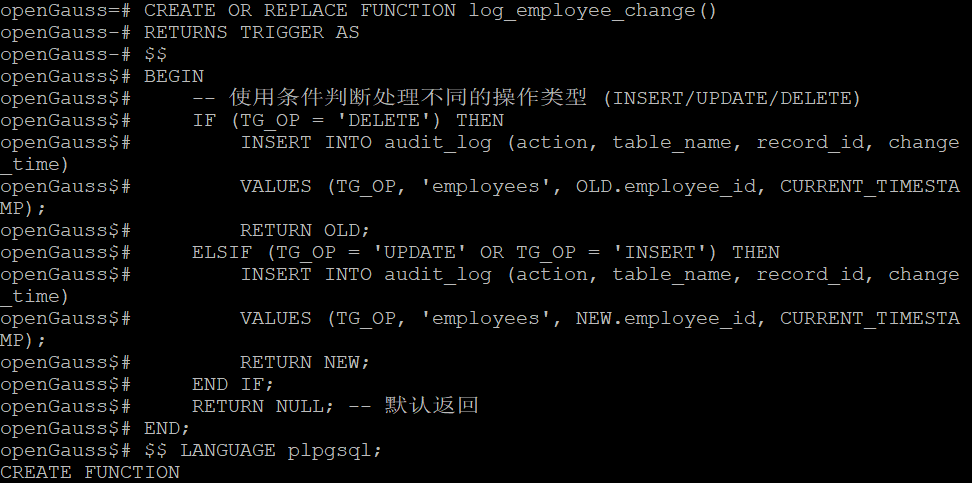 openGauss=# CREATE OR REPLACE FUNCTION log_employee_change()
openGauss-# RETURNS TRIGGER AS
openGauss-# $$
openGauss$# BEGIN
openGauss$#     -- 使用条件判断处理不同的操作类型 (INSERT/UPDATE/DELETE)
openGauss$#     IF (TG_OP = 'DELETE') THEN
openGauss$#         INSERT INTO audit_log (action, table_name, record_id, change
_time)
openGauss$#         VALUES (TG_OP, 'employees', OLD.employee_id, CURRENT_TIMESTA
MP);
openGauss$#         RETURN OLD;
openGauss$#     ELSIF (TG_OP = 'UPDATE' OR TG_OP = 'INSERT') THEN
openGauss$#         INSERT INTO audit_log (action, table_name, record_id, change
_time)
openGauss$#         VALUES (TG_OP, 'employees', NEW.employee_id, CURRENT_TIMESTA
MP);
openGauss$#         RETURN NEW;
openGauss$#     END IF;
openGauss$#     RETURN NULL; -- 默认返回
openGauss$# END;
openGauss$# $$ LANGUAGE plpgsql;
CREATE FUNCTION